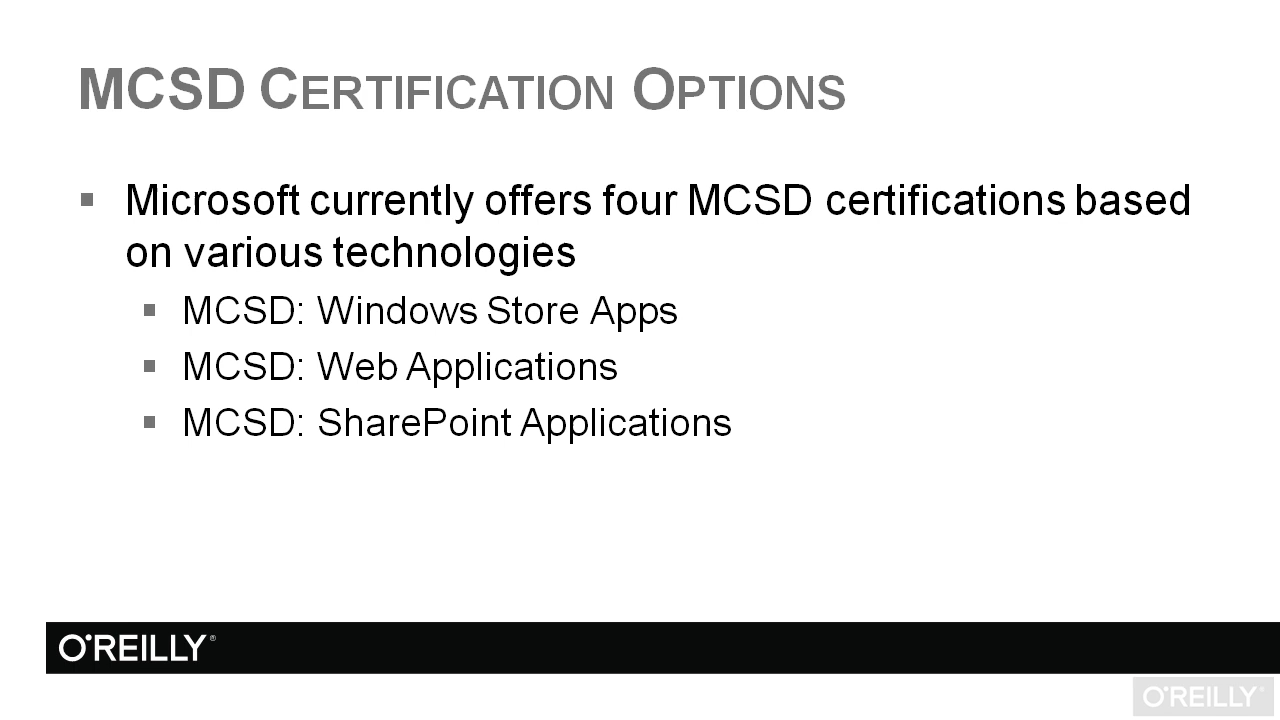 MCSD CERTIFICATION OPTIONS
▪ Microsoft currently offers four MCSD certifications based
on various technologies
▪ MCSD: Windows Store Apps
▪ MCSD: Web Applications
▪ MCSD: SharePoint Applications
O'REILLY®
O'REILLY®